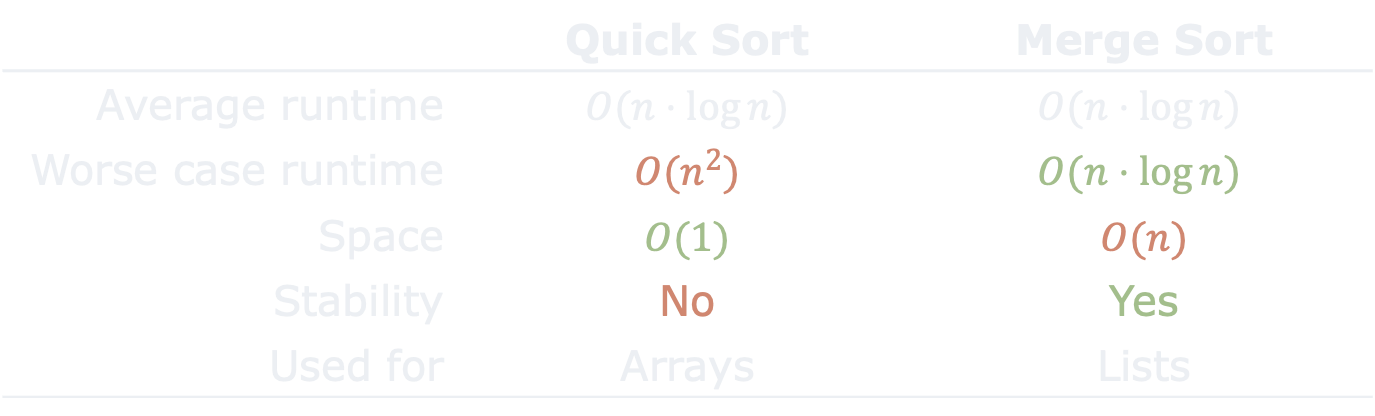 Quick Sort Merge Sort
Average runtime O(n · log n) O(n · log n)
Worse case runtime O(n²) O(n · log n)
Space O(1) O(n)
Stability No Yes
Used for Arrays Lists